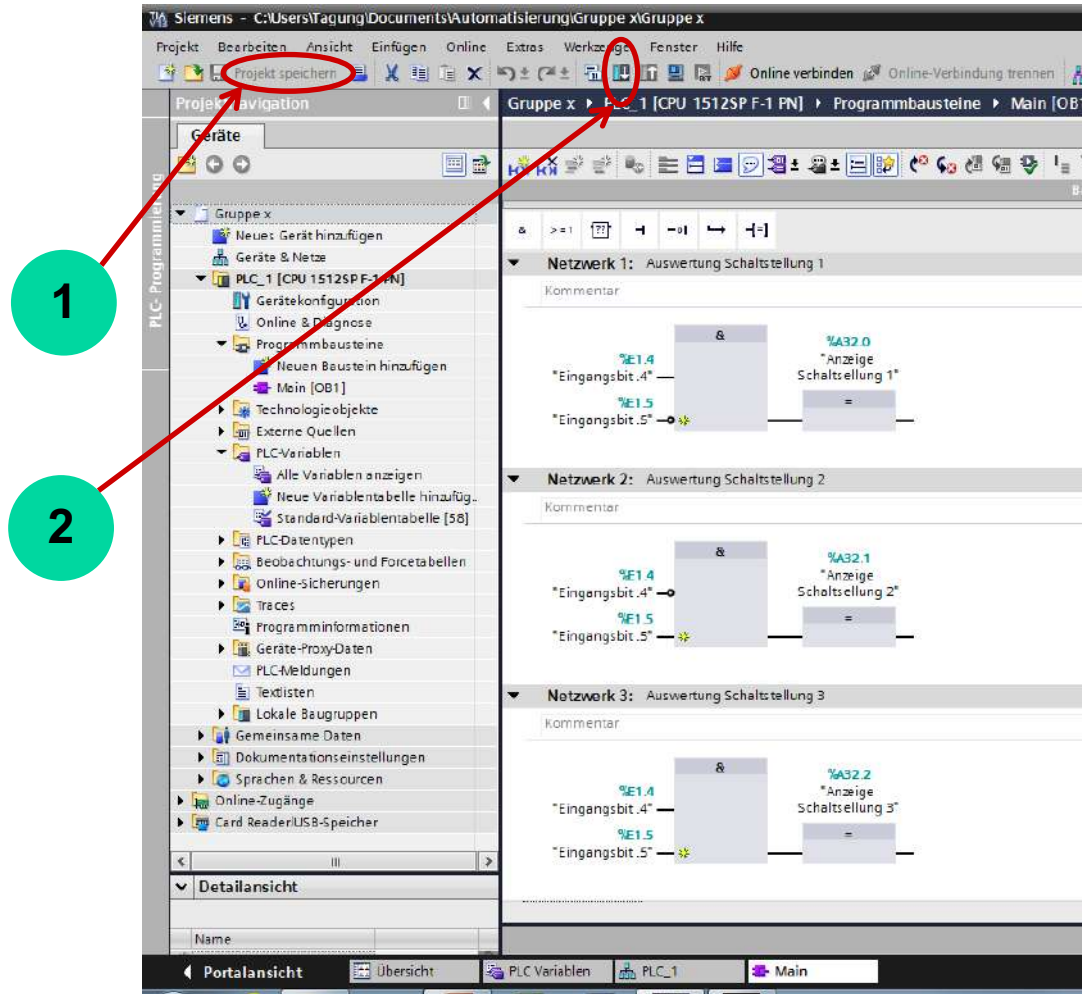 Siemens - C:\Users\Tagung\Documents\Automatisierung\Gruppe x\Gruppe x
Projekt Bearbeiten Ansicht Einfügen Online Extras Werkzeuge Fenster Hilfe
Projekt speichern
Online verbinden
Online-Verbindung trennen
Projektnavigation
Gruppe x PLC_1 [CPU 1512SP F-1 PN] Programmbausteine Main [OB1
Geräte
PLC-Programmierung
1
2
Gruppe x
Neues Gerät hinzufügen
Geräte & Netze
PLC_1 [CPU 1512SP F-1 PN]
Gerätekonfiguration
Online & Diagnose
Programmbausteine
Neuen Baustein hinzufügen
Main [OB1]
Technologieobjekte
Externe Quellen
PLC-Variablen
Alle Variablen anzeigen
Neue Variablentabelle hinzufüg..
Standard-Variablentabelle [58]
PLC-Datentypen
Beobachtungs- und Forcetabellen
Online-Sicherungen
Traces
Programminformationen
Geräte-Proxy-Daten
PLC-Meldungen
Textlisten
Lokale Baugruppen
Gemeinsame Daten
Dokumentationseinstellungen
Sprachen & Ressourcen
Online-Zugänge
Card Reader/USB-Speicher
Detailansicht
Name
& >=1 ??
Netzwerk 1: Auswertung Schaltstellung 1
Kommentar
&
%E1.4
"Eingangsbit.4"
%E1.5
"Eingangsbit.5"
%A32.0
"Anzeige
Schaltsellung 1"
=
Netzwerk 2: Auswertung Schaltstellung 2
Kommentar
&
%E1.4
"Eingangsbit.4"
%E1.5
"Eingangsbit.5"
%A32.1
"Anzeige
Schaltsellung 2"
=
Netzwerk 3: Auswertung Schaltstellung 3
Kommentar
&
%E1.4
"Eingangsbit.4"
%E1.5
"Eingangsbit.5"
%A32.2
"Anzeige
Schaltsellung 3"
=
Portalansicht Übersicht PLC Variablen PLC_1 Main